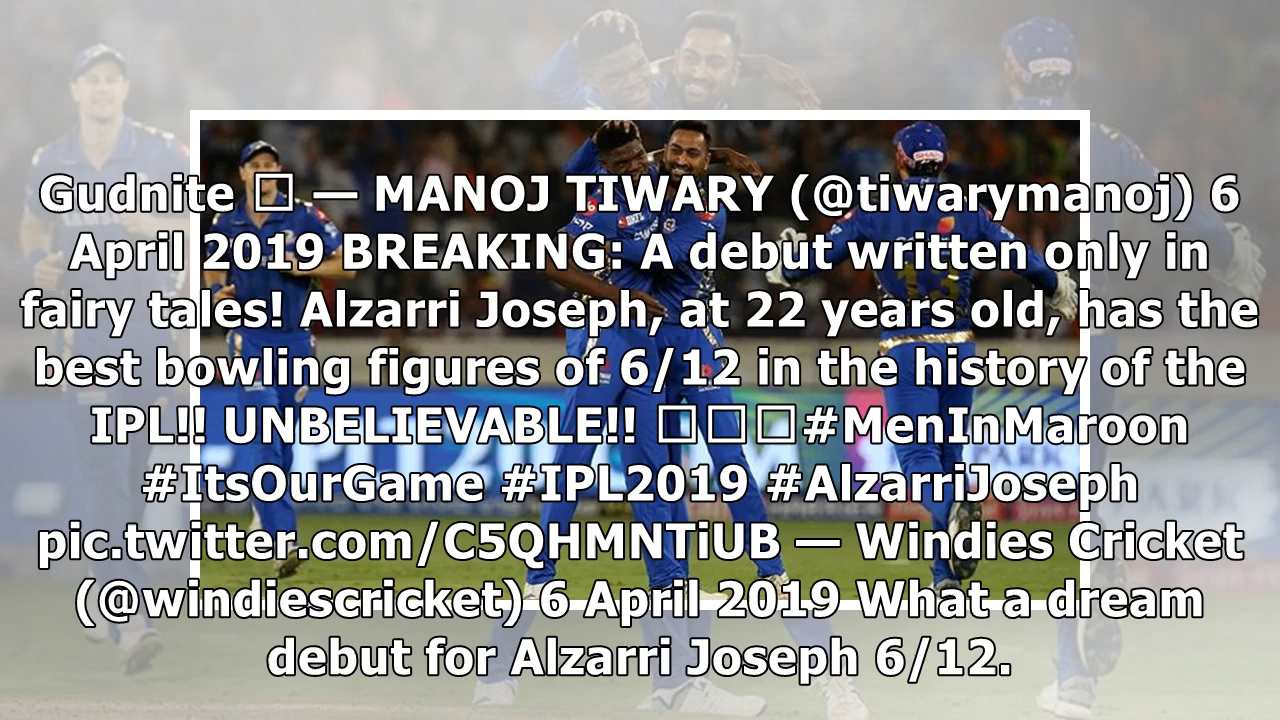 Gudnite □ — MANOJ TIWARY (@tiwarymanoj) 6
April 2019 BREAKING: A debut written only in
fairy tales! Alzarri Joseph, at 22 years old, has the
best bowling figures of 6/12 in the history of the
IPL!! UNBELIEVABLE!! □□□#MenInMaroon
#ItsOurGame #IPL2019 #AlzarriJoseph
pic.twitter.com/C5QHMNTiUB — Windies Cricket
(@windiescricket) 6 April 2019 What a dream
debut for Alzarri Joseph 6/12.